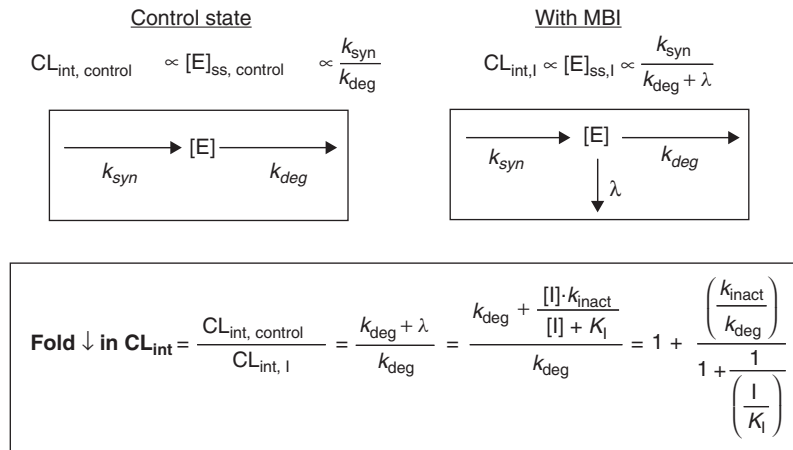 Control state
CL_int, control ∝ [E]_ss, control ∝ k_syn/k_deg
k_syn [E] k_deg
With MBI
CL_int,I ∝ [E]_ss,I ∝ k_syn/(k_deg + λ)
k_syn [E] k_deg
λ
Fold ↓ in CL_int = CL_int, control/CL_int, I = (k_deg + λ)/k_deg = (k_deg + [I]·k_inact/([I] + K_I))/k_deg = 1 + (k_inact/k_deg)/(1 + 1/(I/K_I))